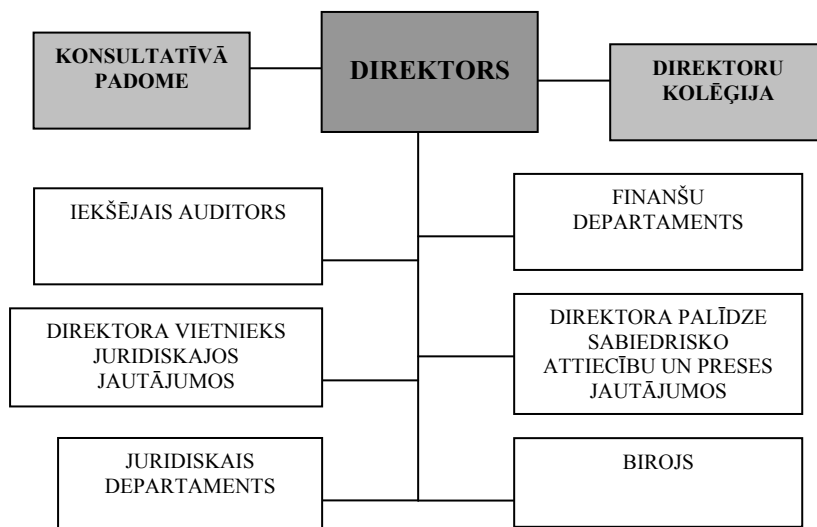 KONSULTATĪVĀ
PADOME
DIREKTORS
DIREKTORU
KOLĒĢIJA
IEKŠĒJAIS AUDITORS
FINANŠU
DEPARTAMENTS
DIREKTORA VIETNIEKS
JURIDISKAJOS
JAUTĀJUMOS
DIREKTORA PALĪDZE
SABIEDRISKO
ATTIECĪBU UN PRESES
JAUTĀJUMOS
JURIDISKAIS
DEPARTAMENTS
BIROJS